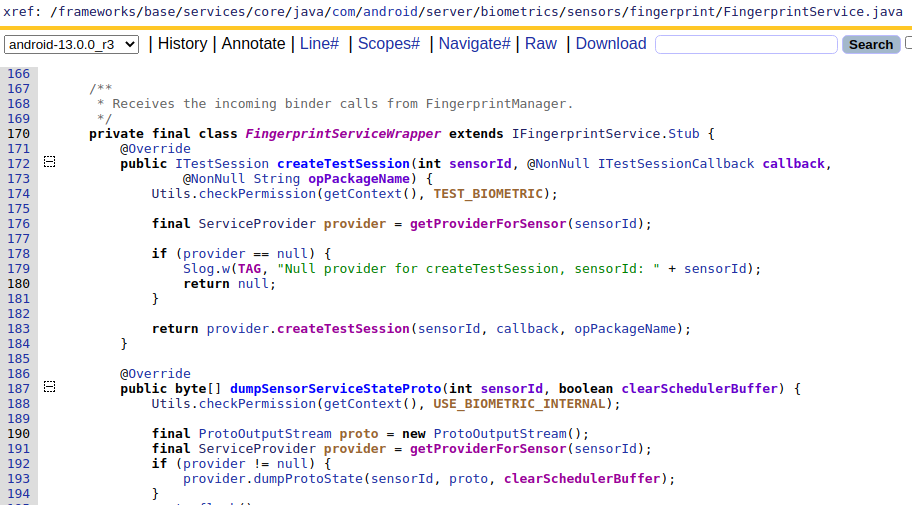 xref: /frameworks/base/services/core/java/com/android/server/biometrics/sensors/fingerprint/FingerprintService.java
android-13.0.0_r3 | History | Annotate | Line# | Scopes# | Navigate# | Raw | Download Search
166
167 /**
168 * Receives the incoming binder calls from FingerprintManager.
169 */
170 private final class FingerprintServiceWrapper extends IFingerprintService.Stub {
171 @Override
172 public ITestSession createTestSession(int sensorId, @NonNull ITestSessionCallback callback,
173 @NonNull String opPackageName) {
174 Utils.checkPermission(getContext(), TEST_BIOMETRIC);
175
176 final ServiceProvider provider = getProviderForSensor(sensorId);
177
178 if (provider == null) {
179 Slog.w(TAG, "Null provider for createTestSession, sensorId: " + sensorId);
180 return null;
181 }
182
183 return provider.createTestSession(sensorId, callback, opPackageName);
184 }
185
186 @Override
187 public byte[] dumpSensorServiceStateProto(int sensorId, boolean clearSchedulerBuffer) {
188 Utils.checkPermission(getContext(), USE_BIOMETRIC_INTERNAL);
189
190 final ProtoOutputStream proto = new ProtoOutputStream();
191 final ServiceProvider provider = getProviderForSensor(sensorId);
192 if (provider != null) {
193 provider.dumpProtoState(sensorId, proto, clearSchedulerBuffer);
194 }